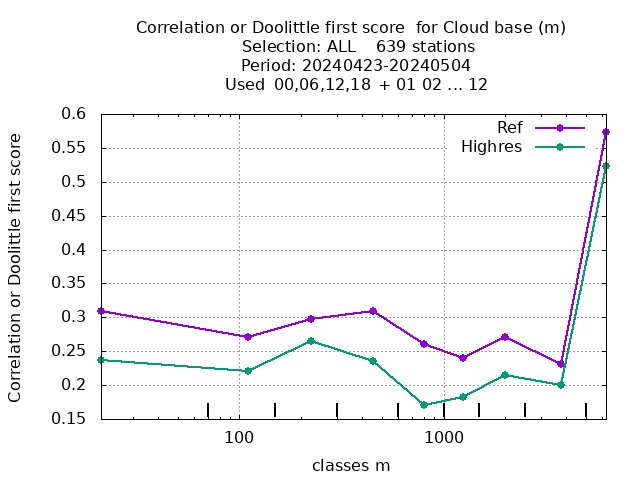 Correlation or Doolittle first score  for Cloud base (m)
Selection: ALL    639 stations
Period: 20240423-20240504
Used  00,06,12,18 + 01 02 ... 12
Correlation or Doolittle first score
0.6
0.55
0.5
0.45
0.4
0.35
0.3
0.25
0.2
0.15
Ref
Highres
100
1000
classes m